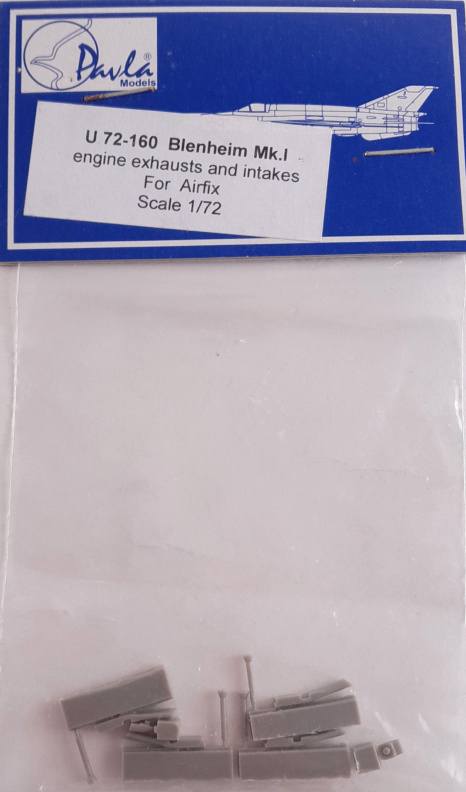 Pavla®
Models
U 72-160 Blenheim Mk.I
engine exhausts and intakes
For Airfix
Scale 1/72